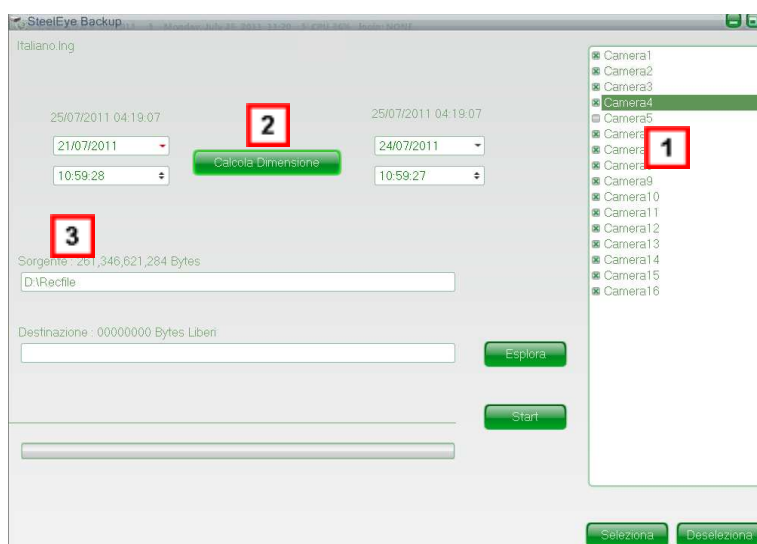 SteelEye Backup
Italiano.lng
25/07/2011 04:19:07
25/07/2011 04:19:07
2
21/07/2011
24/07/2011
Calcola Dimensione
10:59:28
10:59:27
3
Sorgente : 261,346,621,284 Bytes
D:\Recfile
Destinazione : 00000000 Bytes Liberi
Esplora
Start
Camera1
Camera2
Camera3
Camera4
Camera5
Camera
Camera
1
Camera
Camera9
Camera10
Camera11
Camera12
Camera13
Camera14
Camera15
Camera16
Seleziona
Deseleziona